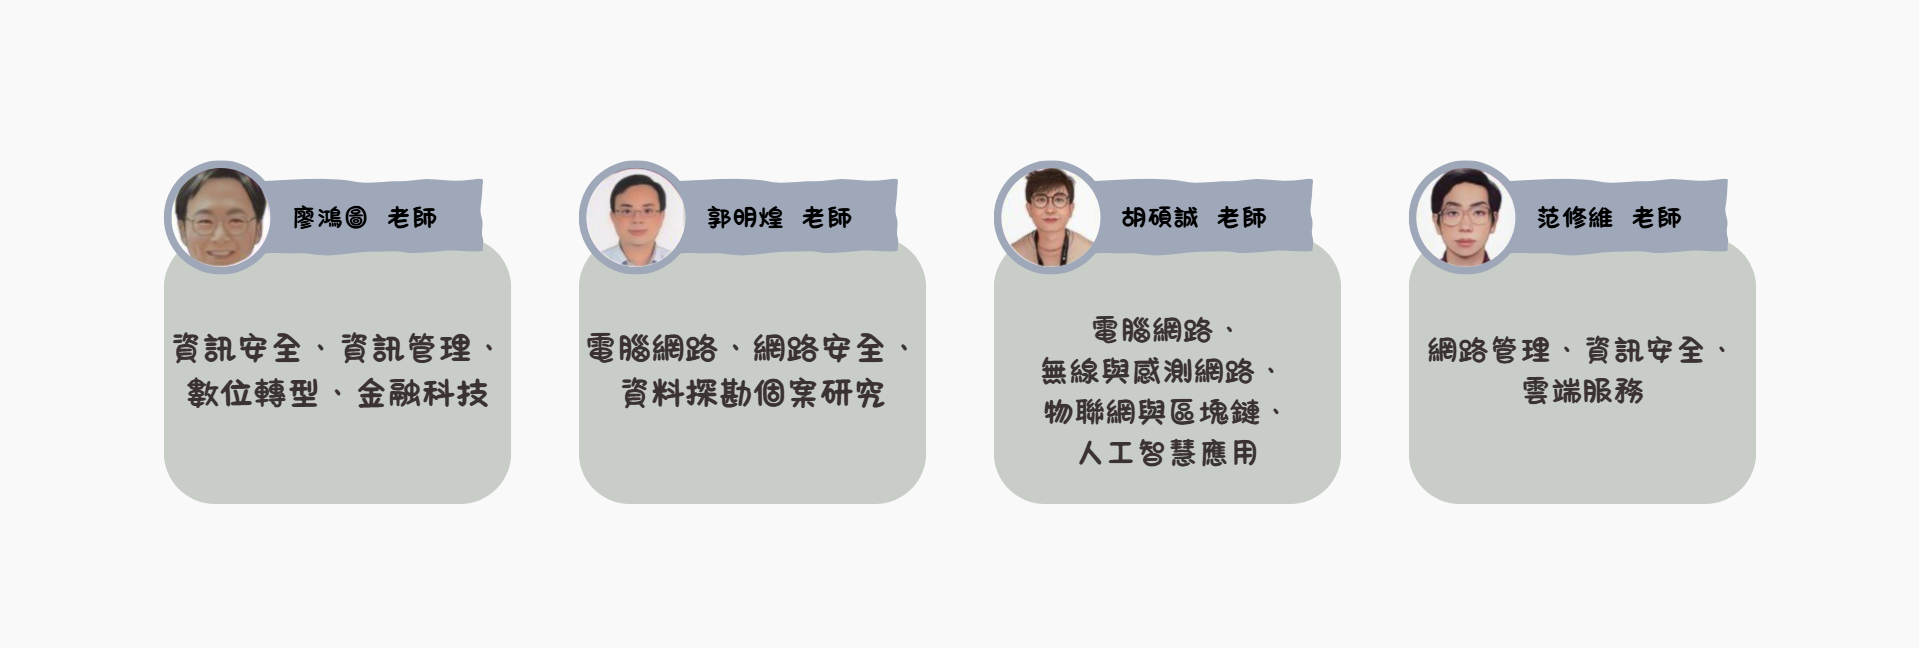 廖鴻圖 老師
資訊安全、資訊管理、
數位轉型、金融科技
郭明煌 老師
電腦網路、網路安全、
資料探勘個案研究
胡碩誠 老師
電腦網路、
無線與感測網路、
物聯網與區塊鏈、
人工智慧應用
范修維 老師
網路管理、資訊安全、
雲端服務